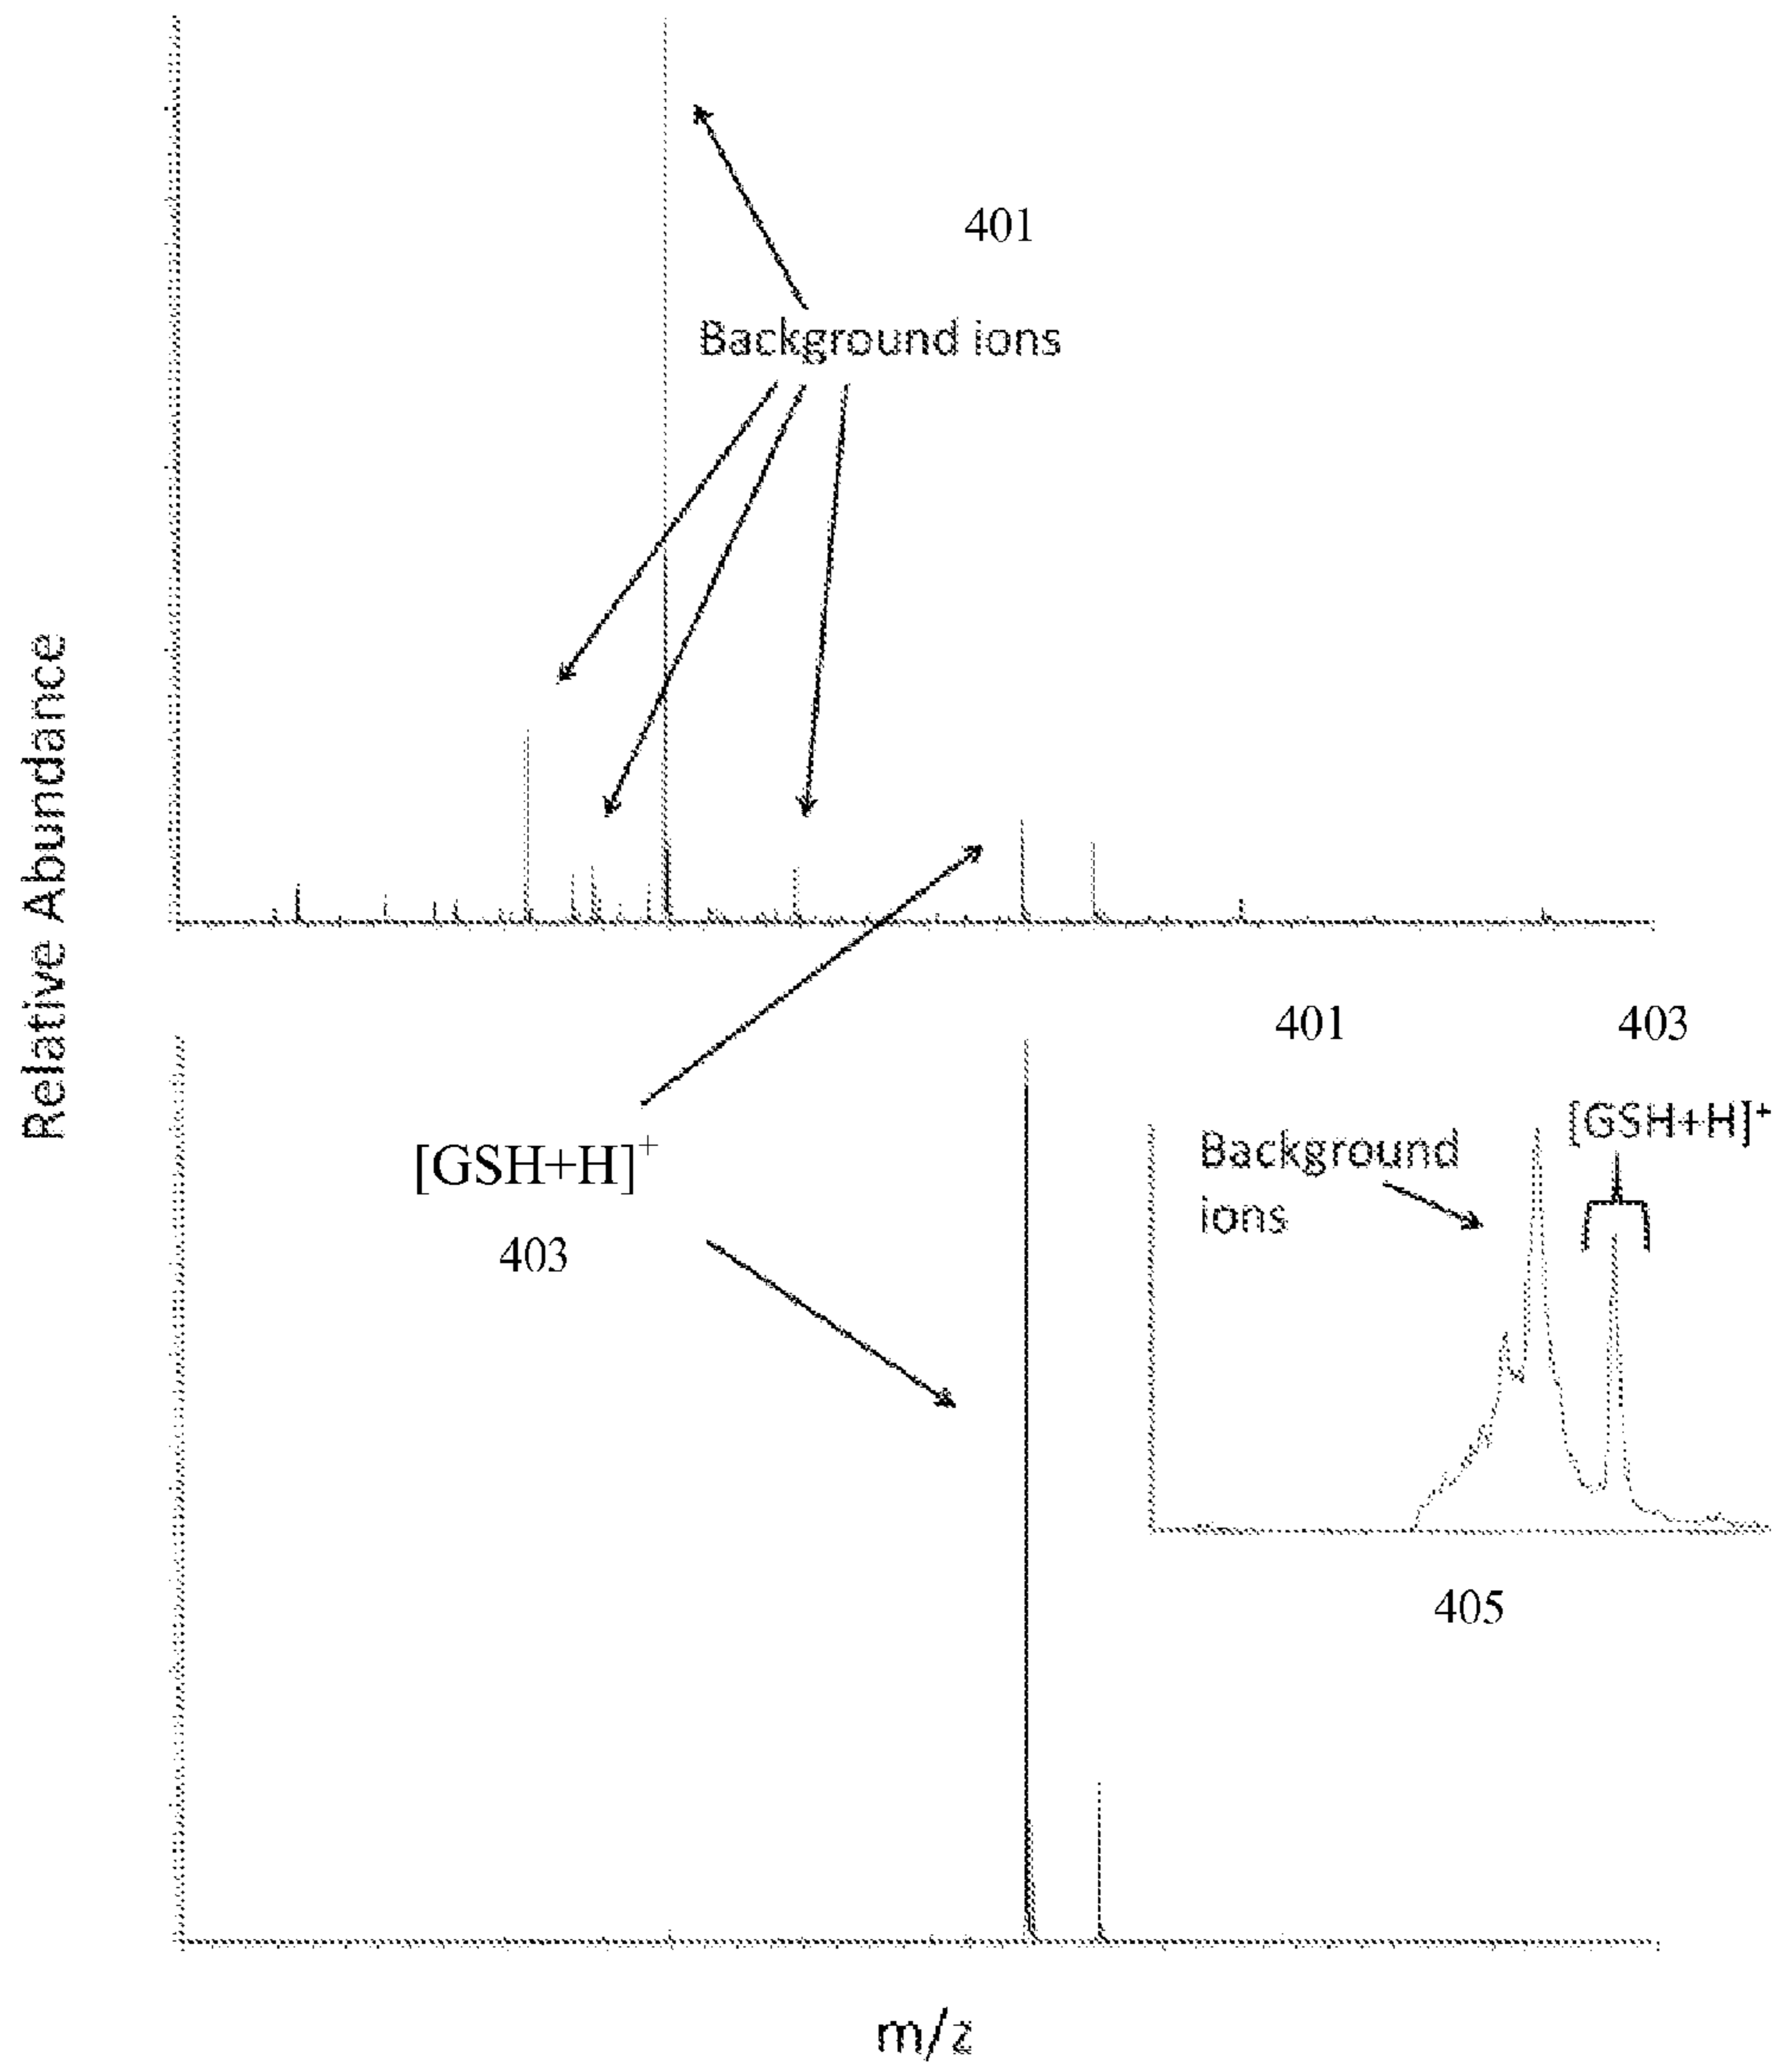 401
Background ions
Relative Abundance
401
403
[GSH+H]+
Background
ions
[GSH+H]+
403
405
m/z